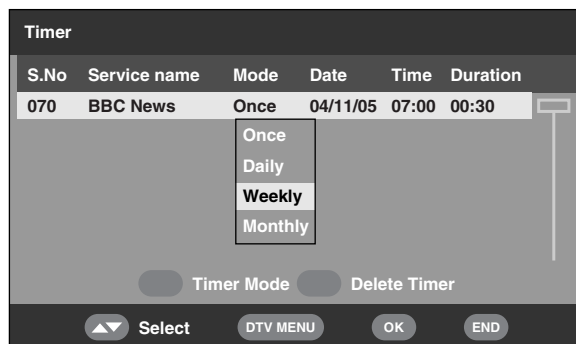 Timer
S.No Service name Mode Date Time Duration
070 BBC News Once 04/11/05 07:00 00:30
Once
Daily
Weekly
Monthly
Timer Mode Delete Timer
Select DTV MENU OK END